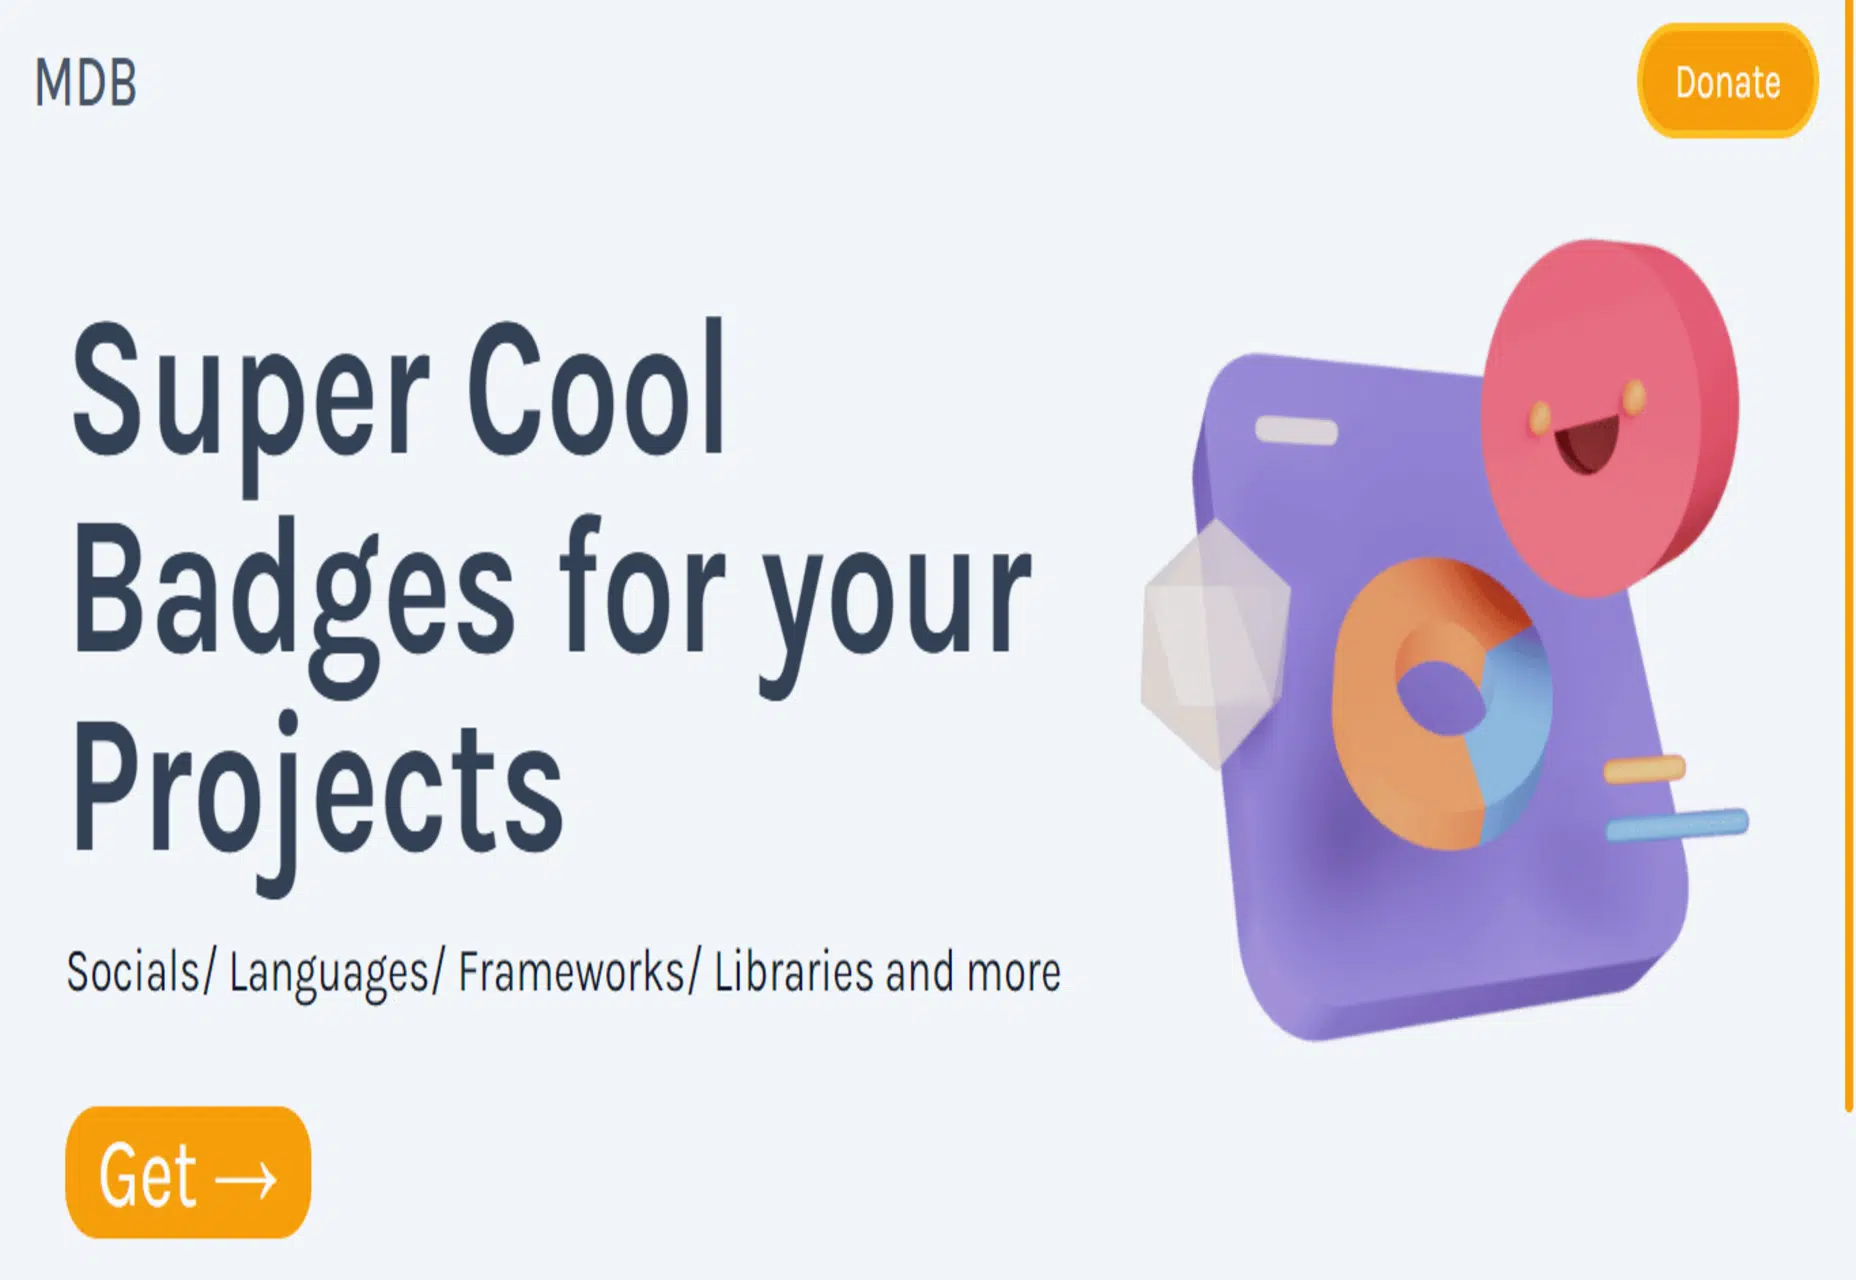 MDB
Donate
Super Cool
Badges for your
Projects
Socials/ Languages/ Frameworks/ Libraries and more
Get →